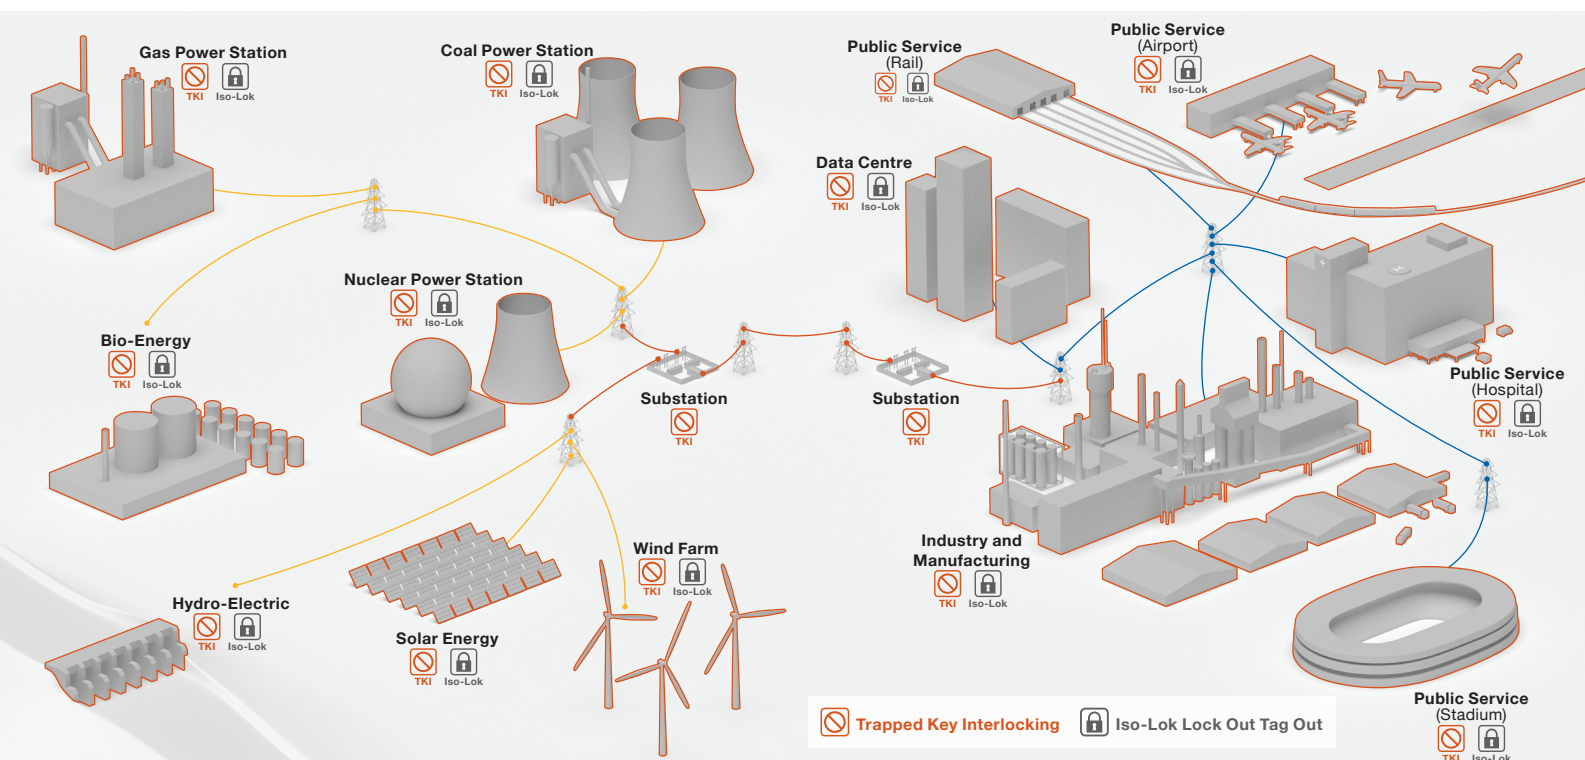 Gas Power Station
TKI
Iso-Lok
Coal Power Station
TKI
Iso-Lok
Public Service
(Rail)
TKI
Iso-Lok
Public Service
(Airport)
TKI
Iso-Lok
Data Centre
TKI
Iso-Lok
Nuclear Power Station
TKI
Iso-Lok
Bio-Energy
TKI
Iso-Lok
Substation
TKI
Substation
TKI
Public Service
(Hospital)
TKI
Iso-Lok
H
Industry and
Manufacturing
TKI
Iso-Lok
Wind Farm
TKI
Iso-Lok
Hydro-Electric
TKI
Iso-Lok
Solar Energy
TKI
Iso-Lok
Public Service
(Stadium)
TKI
Iso-Lok
Trapped Key Interlocking
Iso-Lok Lock Out Tag Out